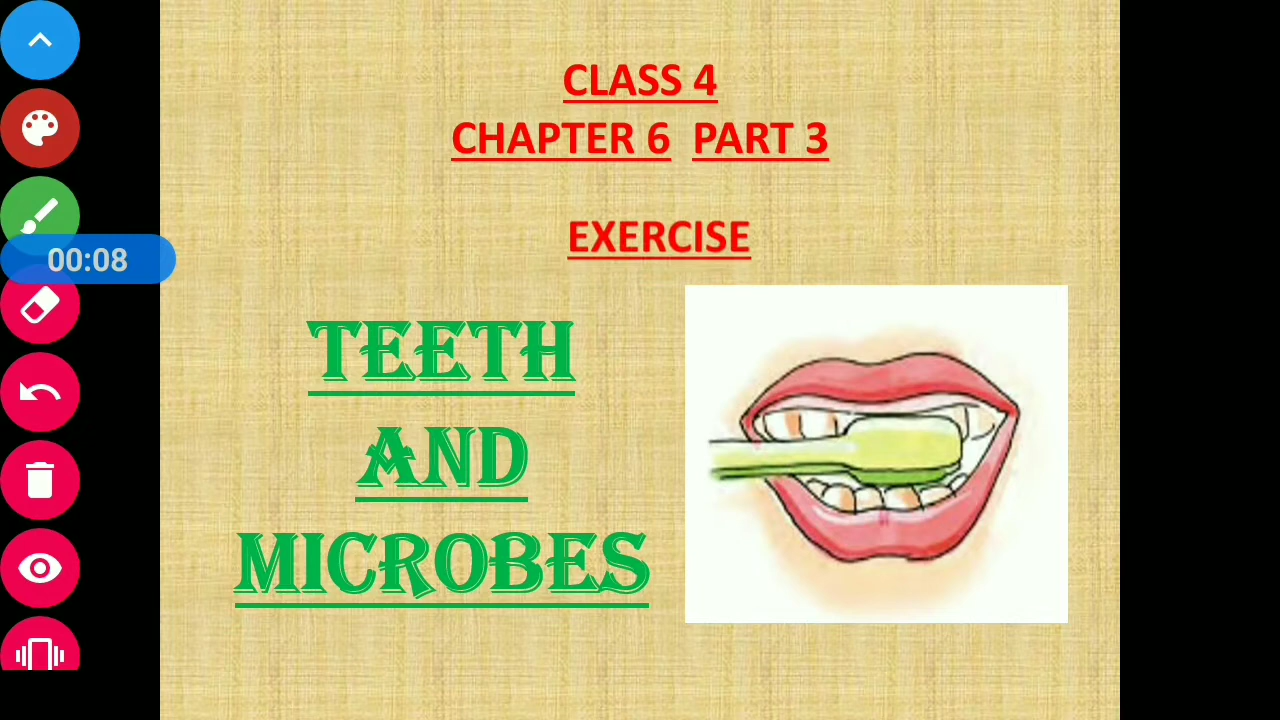 CLASS 4
CHAPTER 6 PART 3
EXERCISE
00:08
TEETH
AND
MICROBES